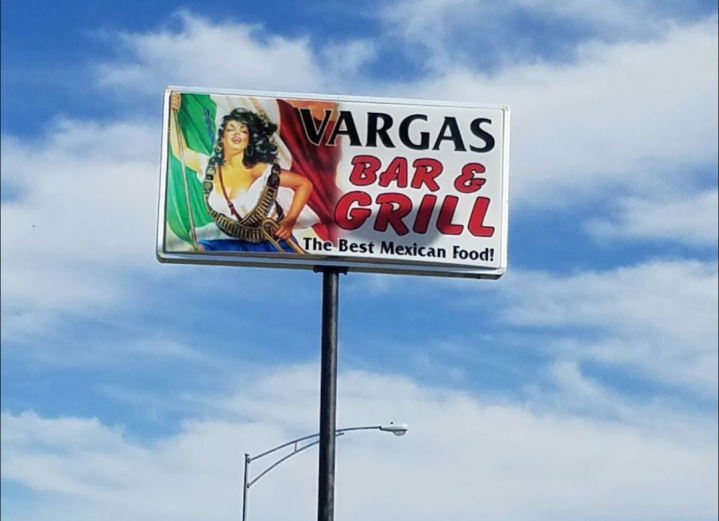 VARGAS
BAR &
GRILL
The Best Mexican Food!